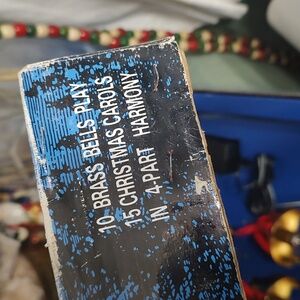 10 BRASS BELLS PLAY
15 CHRISTMAS CAROLS
IN 4-PART HARMONY